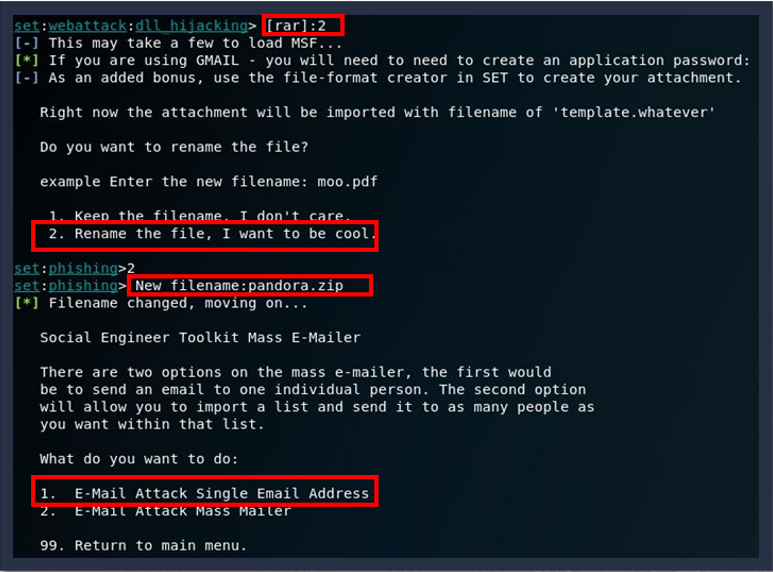 set:webattack:dll_hijacking> [rar]:2
[-] This may take a few to load MSF...
[*] If you are using GMAIL - you will need to need to create an application password:
[-] As an added bonus, use the file-format creator in SET to create your attachment.
Right now the attachment will be imported with filename of 'template.whatever'
Do you want to rename the file?
example Enter the new filename: moo.pdf
1. Keep the filename, I don't care.
2. Rename the file, I want to be cool.
set:phishing>2
set:phishing> New filename:pandora.zip
[*] Filename changed, moving on...
Social Engineer Toolkit Mass E-Mailer
There are two options on the mass e-mailer, the first would
be to send an email to one individual person. The second option
will allow you to import a list and send it to as many people as
you want within that list.
What do you want to do:
1. E-Mail Attack Single Email Address
2. E-Mail Attack Mass Mailer
99. Return to main menu.